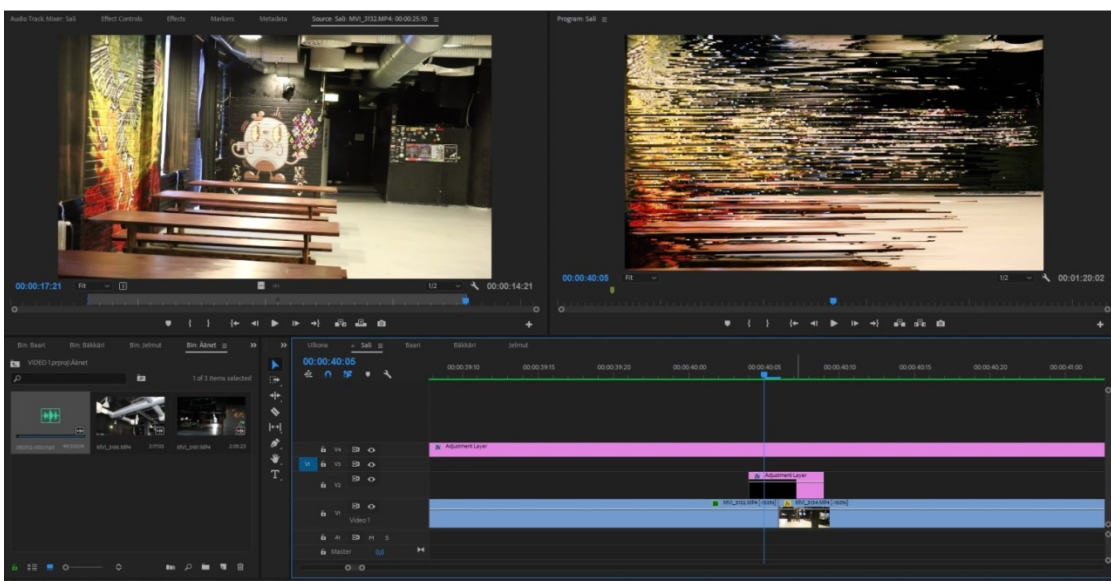 Audio Track Mixer: Sali Effect Controls Effects Markers Metadata Source: Sali: MVI_3132.MP4: 00:00:25:10
Program: Sali
00:00:17:21 Fit 1/2 00:00:14:21
00:00:40:05 Fit 1/2 00:01:20:02
Bin: Baari Bin: Bäkkäri Bin: Jelmut Bin: Äänet
VIDEO 1.prproj\Äänet
1 of 3 items selected
Ulkona Sali Baari Bäkkäri Jelmut
00:00:40:05
00:00:39:10 00:00:39:15 00:00:39:20 00:00:40:00 00:00:40:05 00:00:40:10 00:00:40:15 00:00:40:20 00:00:41:00
V4 fx Adjustment Layer
V1 V3
V2 fx Adjustment Layer
V1
Video 1
A1 M S
Master 0,0